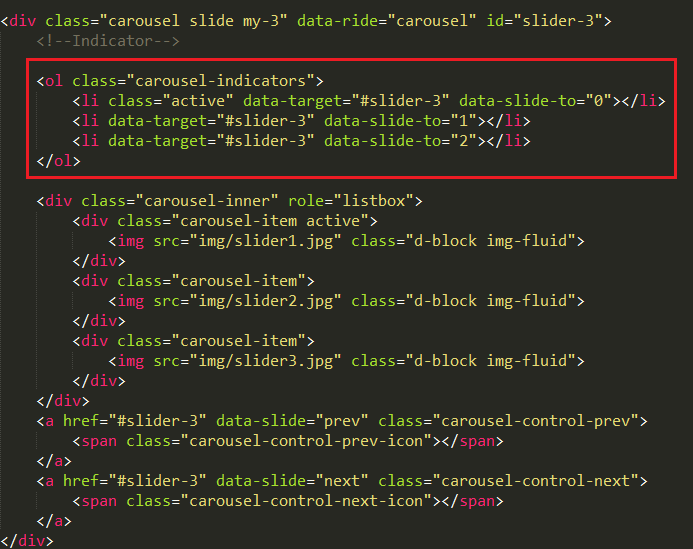 <div class="carousel slide my-3" data-ride="carousel" id="slider-3">
<!--Indicator-->
<ol class="carousel-indicators">
<li class="active" data-target="#slider-3" data-slide-to="0"></li>
<li data-target="#slider-3" data-slide-to="1"></li>
<li data-target="#slider-3" data-slide-to="2"></li>
</ol>
<div class="carousel-inner" role="listbox">
<div class="carousel-item active">
<img src="img/slider1.jpg" class="d-block img-fluid">
</div>
<div class="carousel-item">
<img src="img/slider2.jpg" class="d-block img-fluid">
</div>
<div class="carousel-item">
<img src="img/slider3.jpg" class="d-block img-fluid">
</div>
</div>
<a href="#slider-3" data-slide="prev" class="carousel-control-prev">
<span class="carousel-control-prev-icon"></span>
</a>
<a href="#slider-3" data-slide="next" class="carousel-control-next">
<span class="carousel-control-next-icon"></span>
</a>
</div>